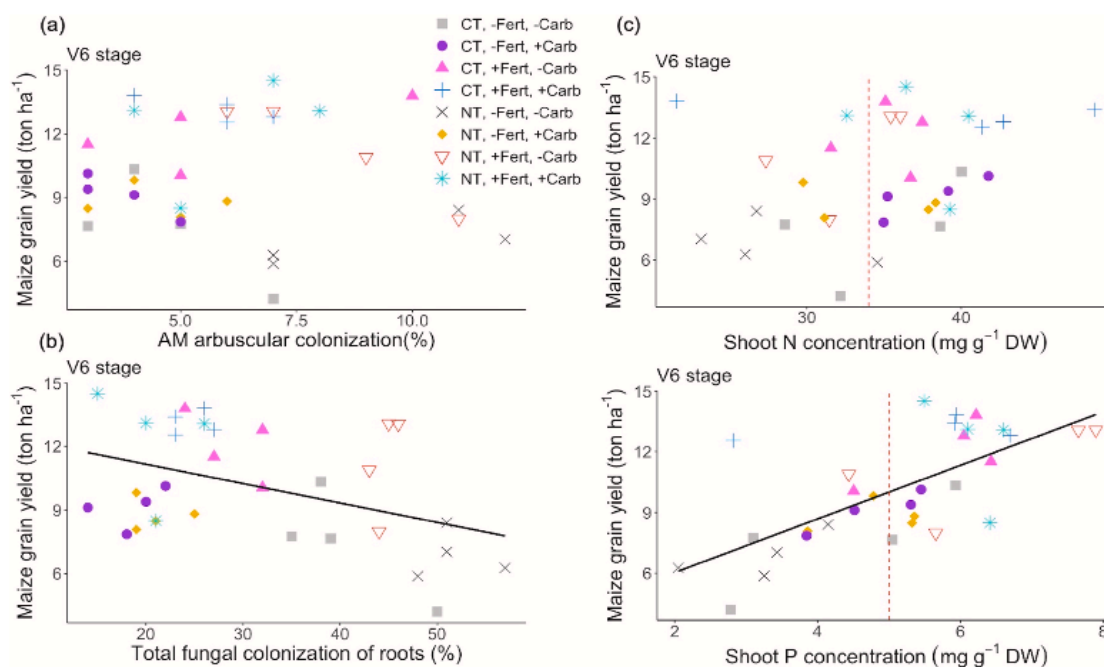 (a)
V6 stage
Maize grain yield (ton ha⁻¹)
15
12
9
6
5.0
7.5
10.0
AM arbuscular colonization(%)
CT, -Fert, -Carb
CT, -Fert, +Carb
CT, +Fert, -Carb
CT, +Fert, +Carb
NT, -Fert, -Carb
NT, -Fert, +Carb
NT, +Fert, -Carb
NT, +Fert, +Carb
(c)
V6 stage
Maize grain yield (ton ha⁻¹)
15
12
9
6
30
40
Shoot N concentration (mg g⁻¹ DW)
(b)
V6 stage
Maize grain yield (ton ha⁻¹)
15
12
9
6
20
30
40
50
Total fungal colonization of roots (%)
V6 stage
Maize grain yield (ton ha⁻¹)
15
12
9
6
2
4
6
8
Shoot P concentration (mg g⁻¹ DW)